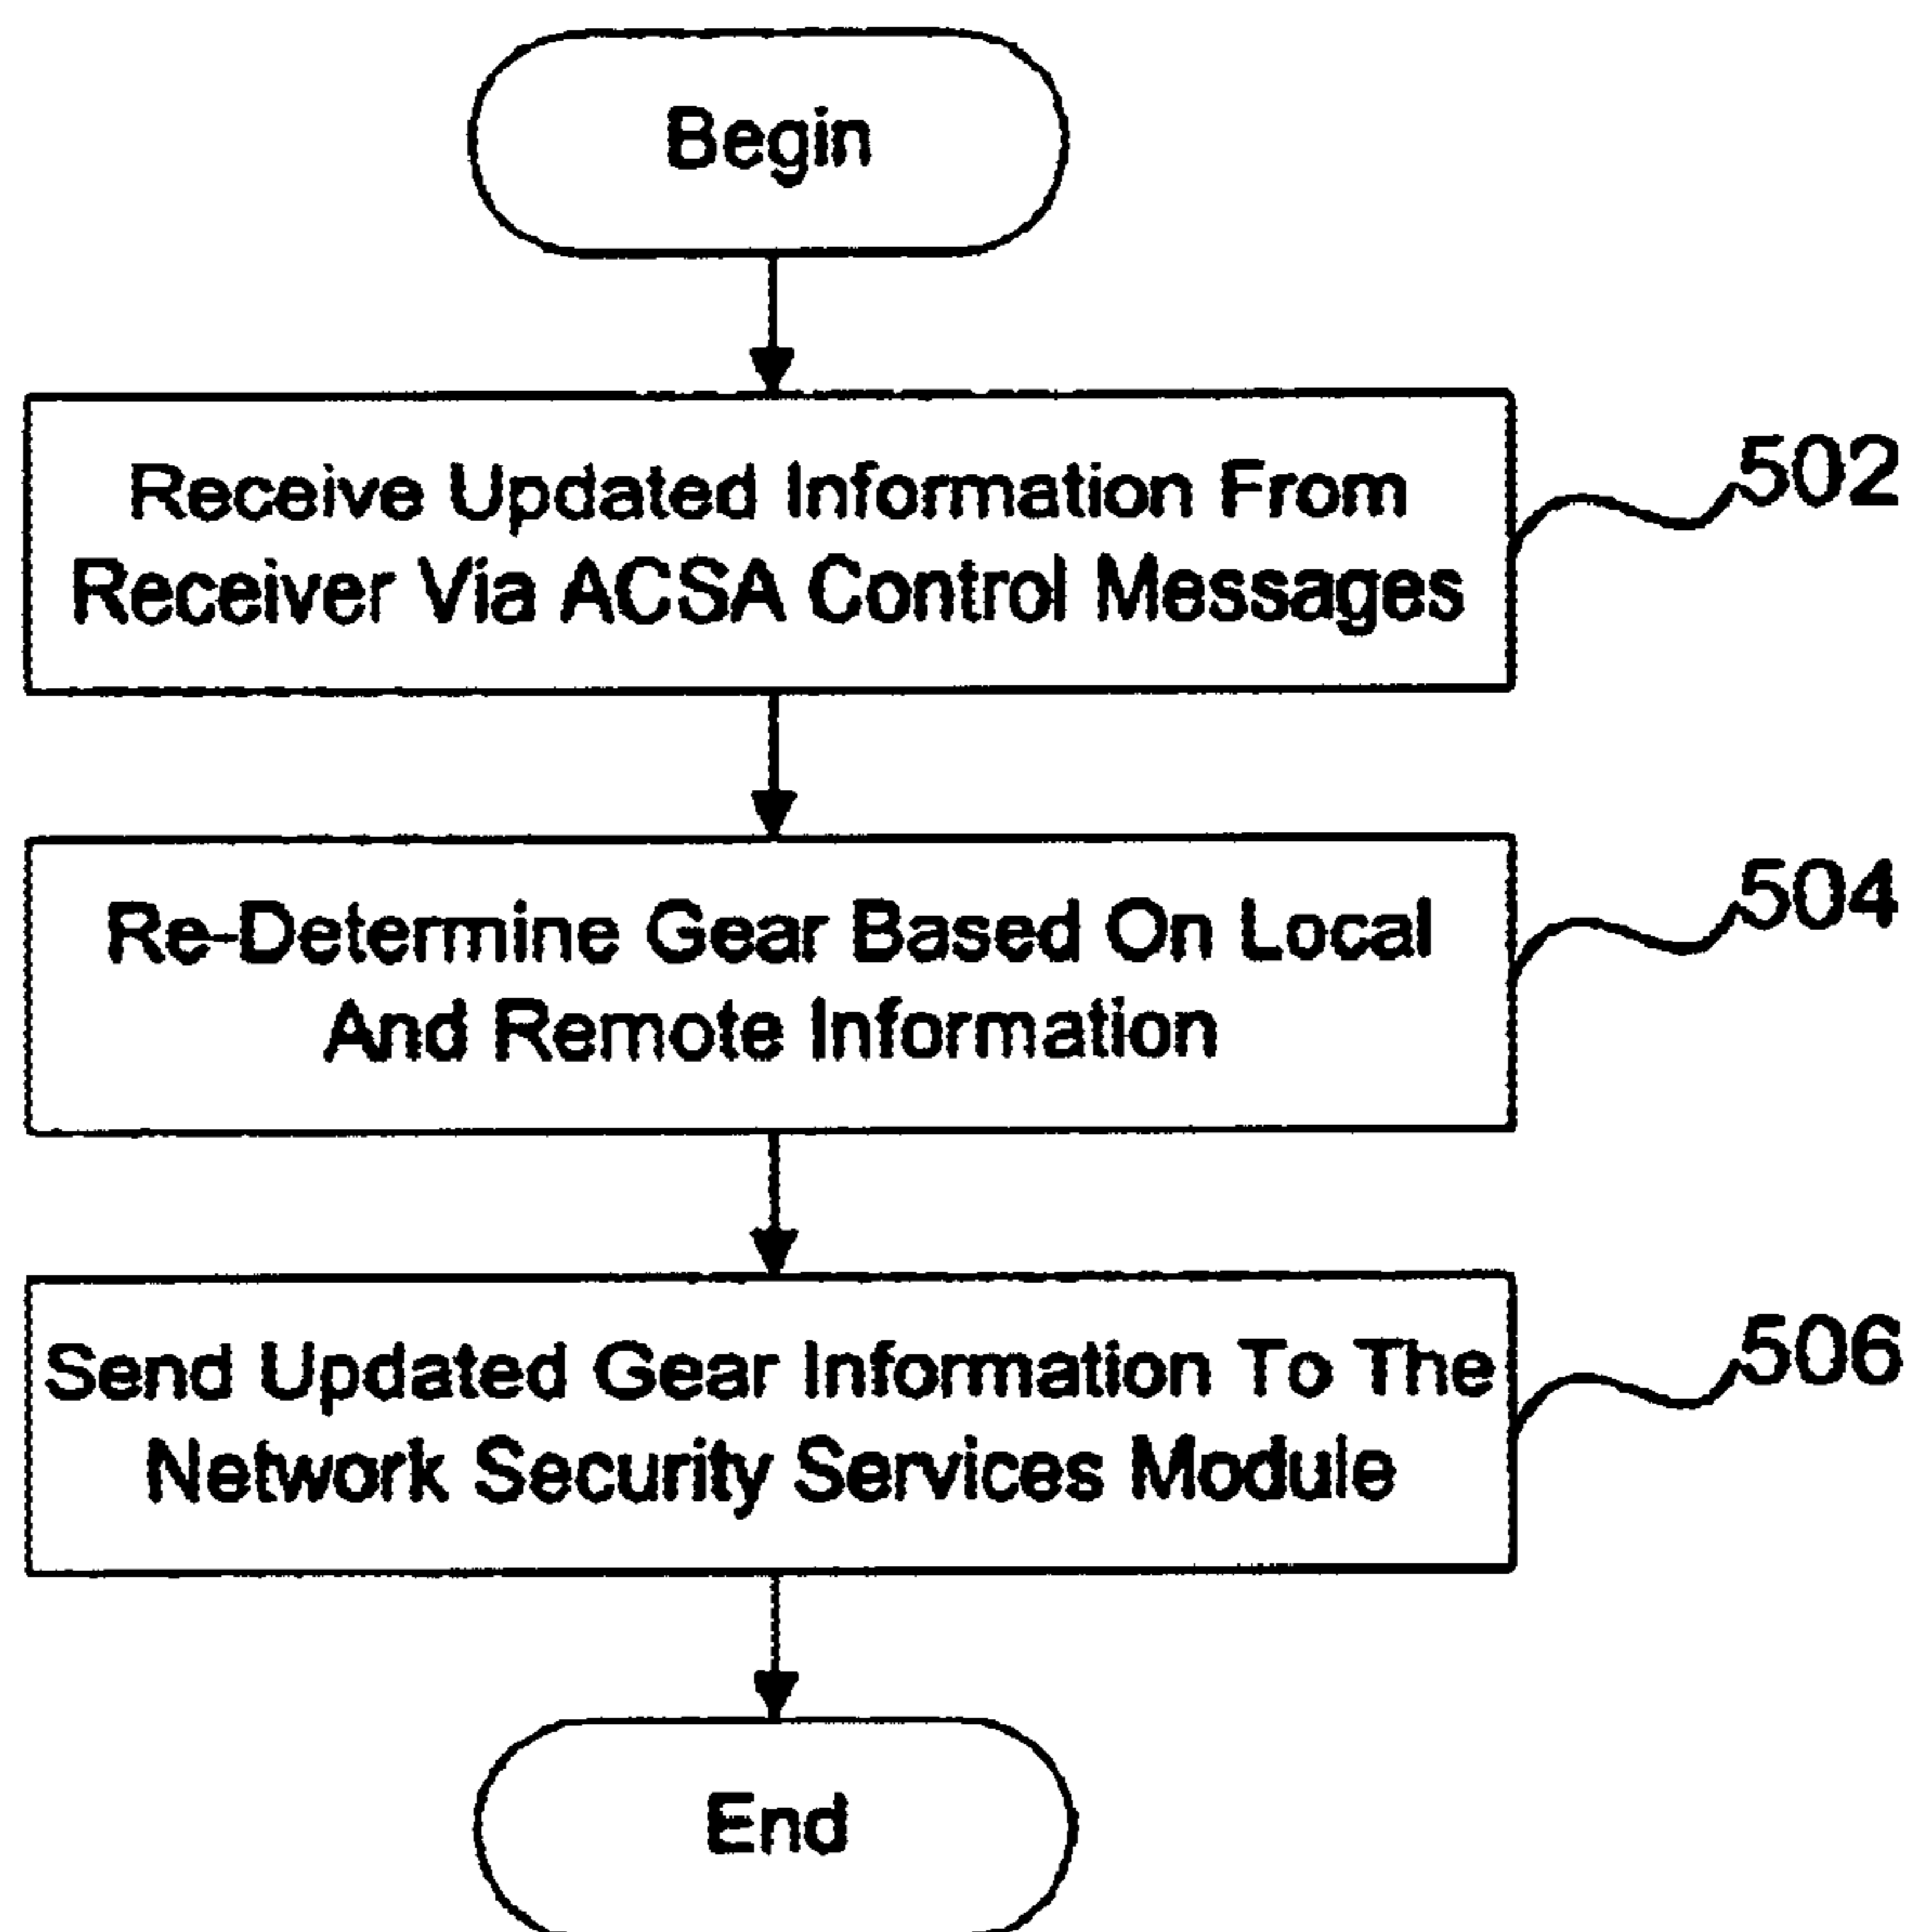 Begin
Receive Updated Information From
Receiver Via ACSA Control Messages
502
Re-Determine Gear Based On Local
And Remote Information
504
Send Updated Gear Information To The
Network Security Services Module
506
End